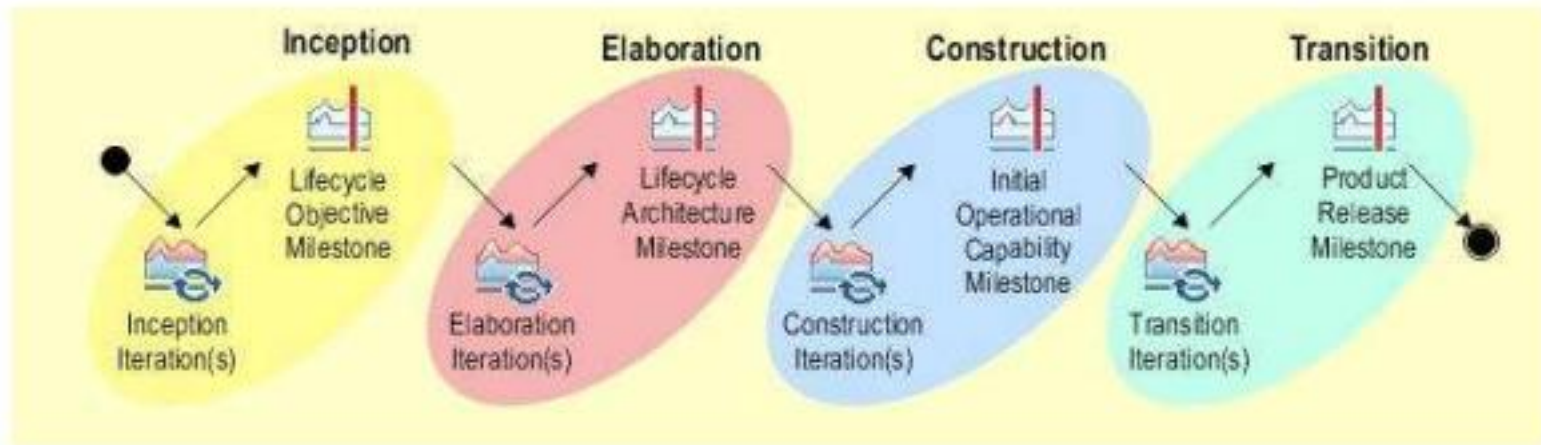 Inception
Elaboration
Construction
Transition
Lifecycle
Objective
Milestone
Inception
Iteration(s)
Lifecycle
Architecture
Milestone
Elaboration
Iteration(s)
Initial
Operational
Capability
Milestone
Construction
Iteration(s)
Product
Release
Milestone
Transition
Iteration(s)